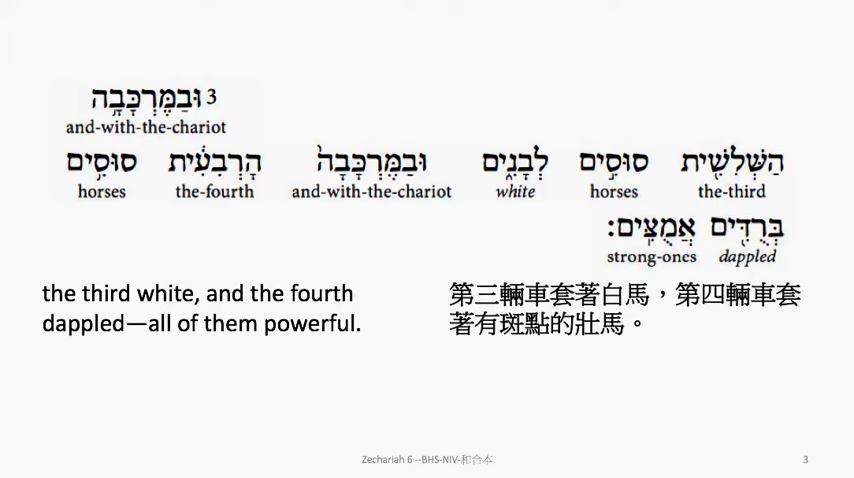 3 וּבַמֶּרְכָּבָ֥ה
and-with-the-chariot
הַשְּׁלִשִׁ֖ית סוּסִ֣ים לְבָנִ֑ים וּבַמֶּרְכָּבָה֙ הָרְבִעִ֔ית סוּסִ֥ים
horses the-fourth and-with-the-chariot white horses the-third
בְּרֻדִּ֖ים אֲמֻצִּֽים׃
strong-ones dappled
the third white, and the fourth
dappled—all of them powerful.
第三輛車套著白馬，第四輛車套
著有斑點的壯馬。
Zechariah 6 --BHS-NIV-和合本
3